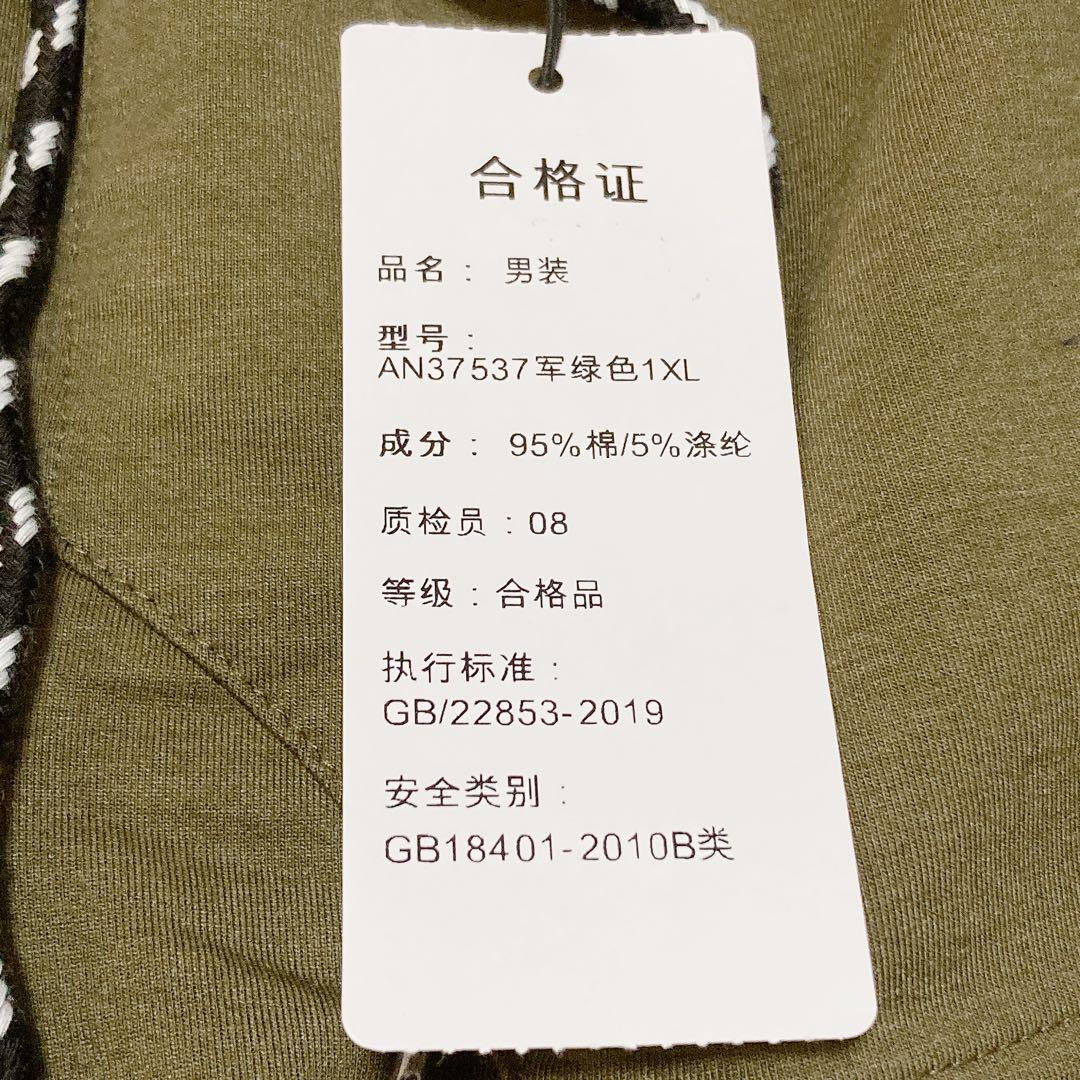 合格证
品名： 男装
型号：
AN37537军绿色1XL
成分： 95%棉/5%涤纶
质检员：08
等级：合格品
执行标准：
GB/22853-2019
安全类别：
GB18401-2010B类